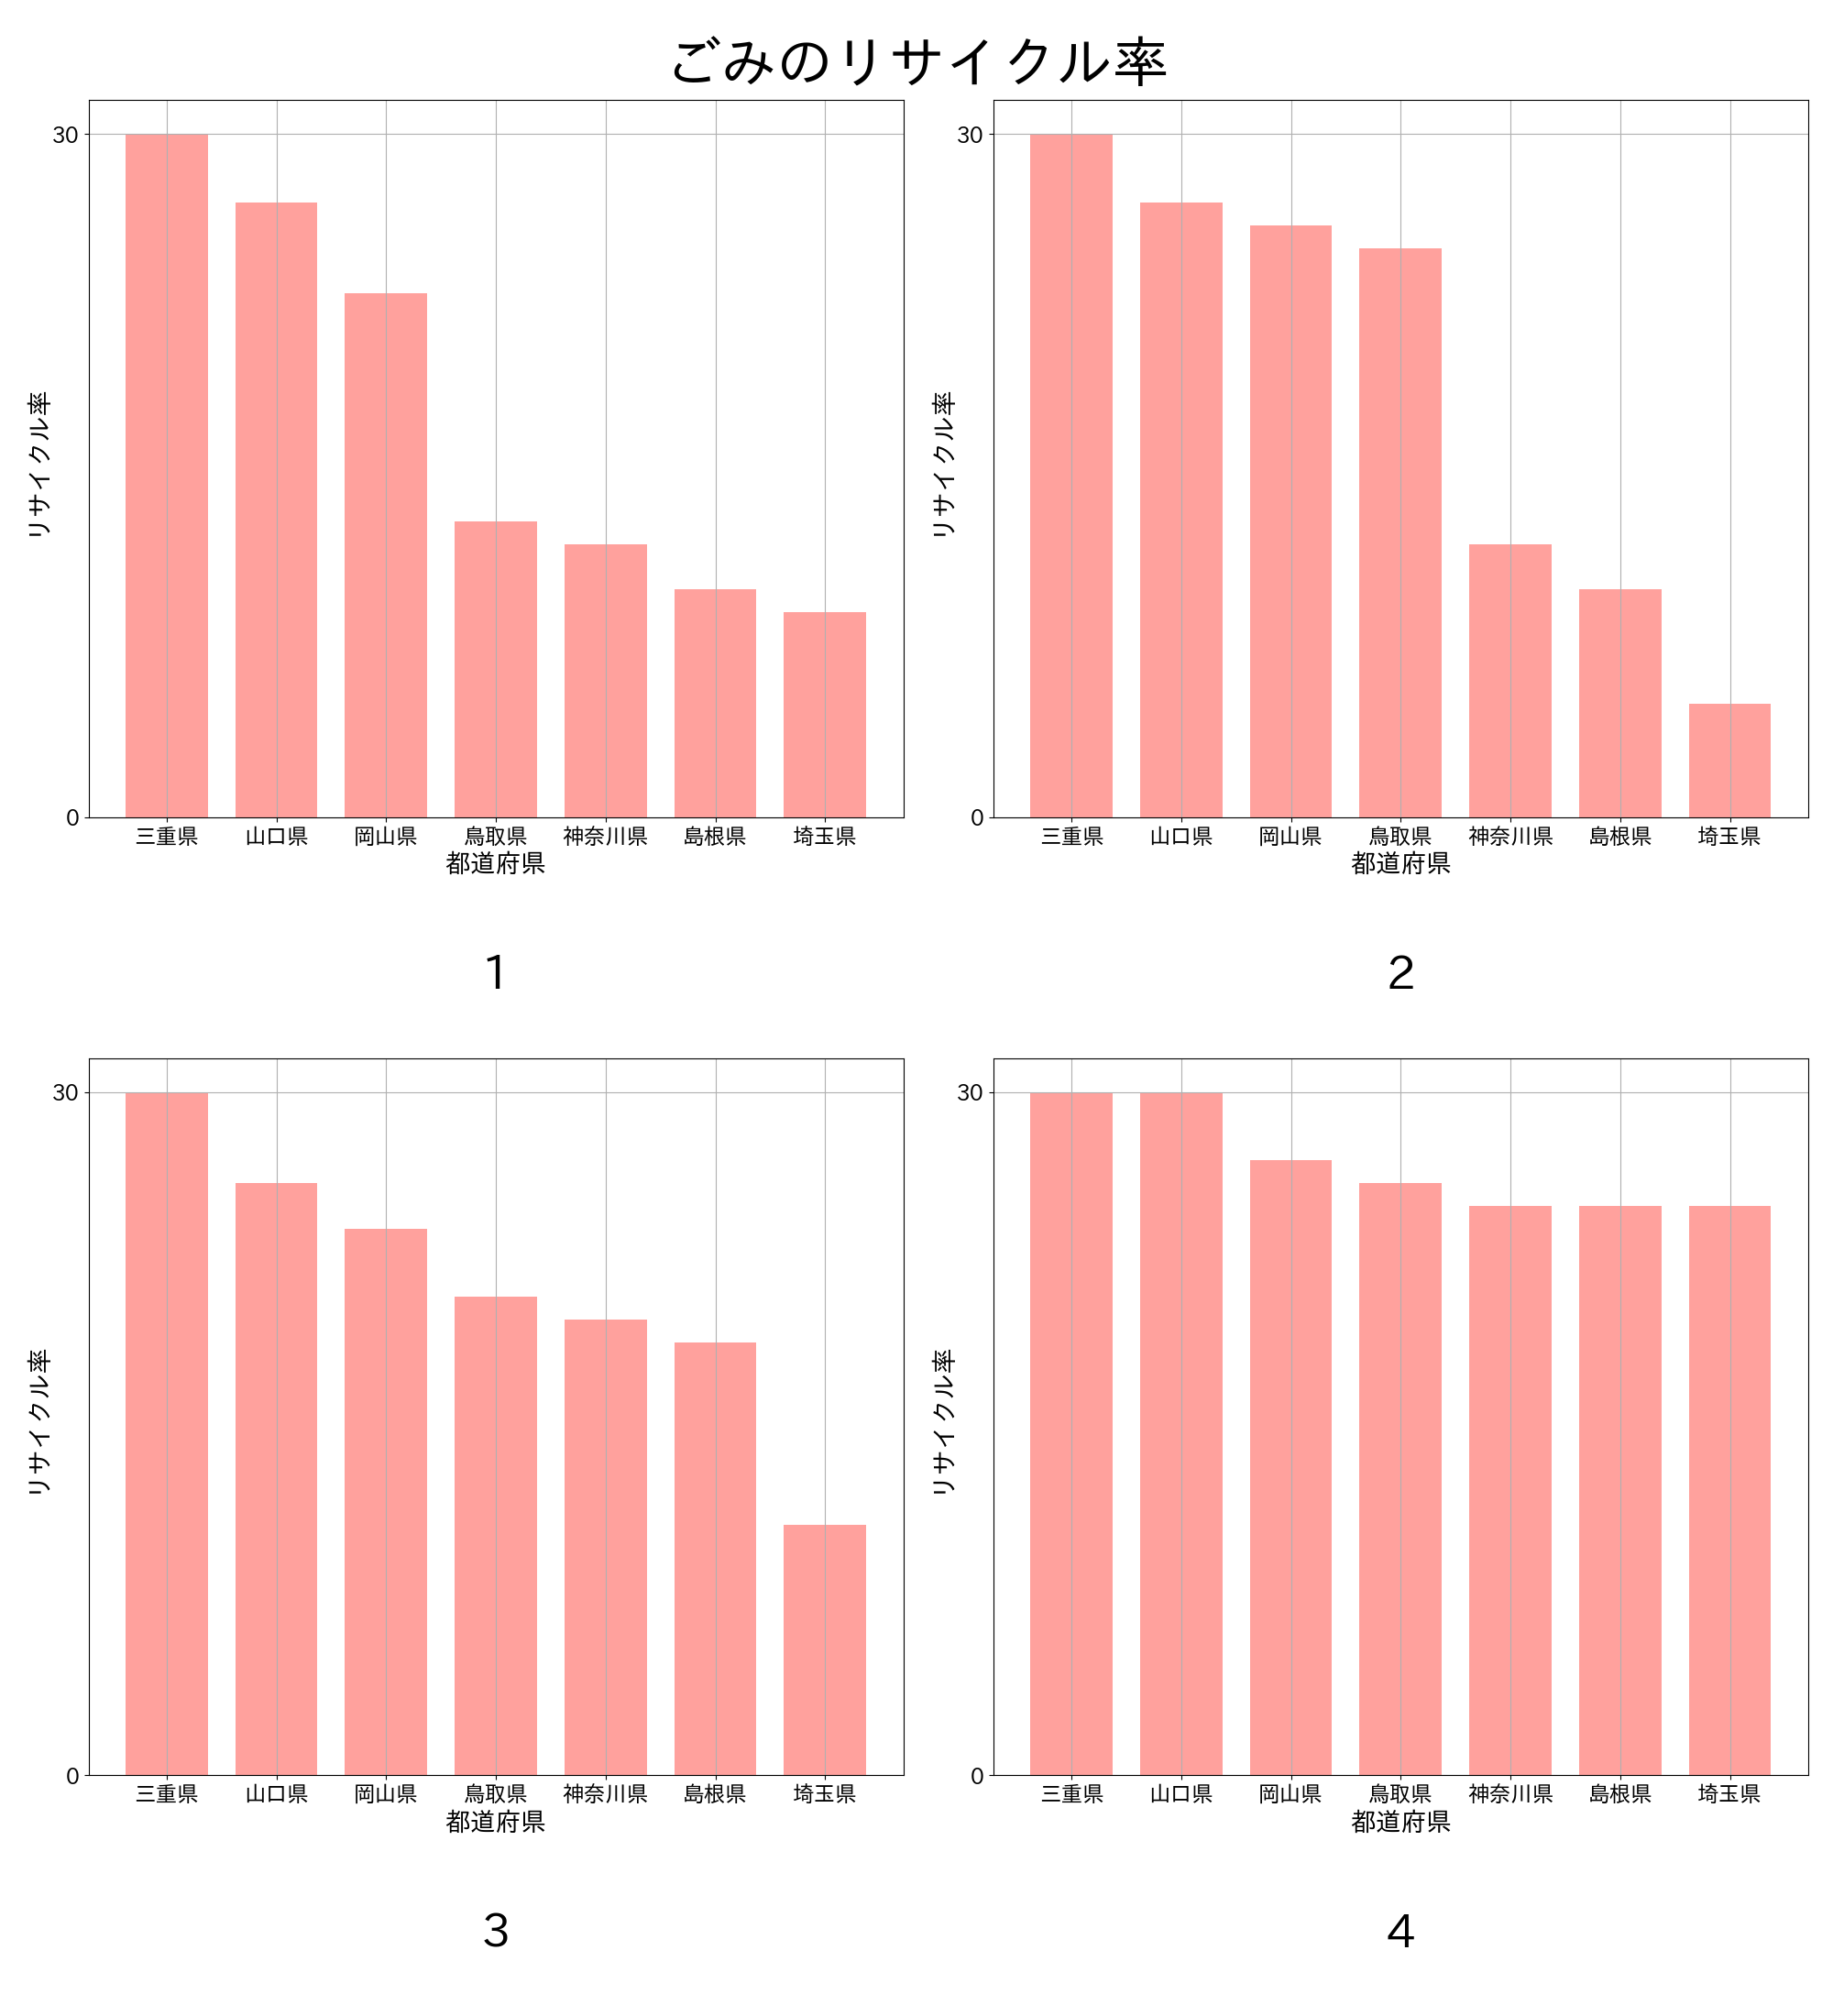 ごみのリサイクル率
30
0
リサイクル率
三重県 山口県 岡山県 鳥取県 神奈川県 島根県 埼玉県
都道府県
1
30
0
リサイクル率
三重県 山口県 岡山県 鳥取県 神奈川県 島根県 埼玉県
都道府県
2
30
0
リサイクル率
三重県 山口県 岡山県 鳥取県 神奈川県 島根県 埼玉県
都道府県
3
30
0
リサイクル率
三重県 山口県 岡山県 鳥取県 神奈川県 島根県 埼玉県
都道府県
4